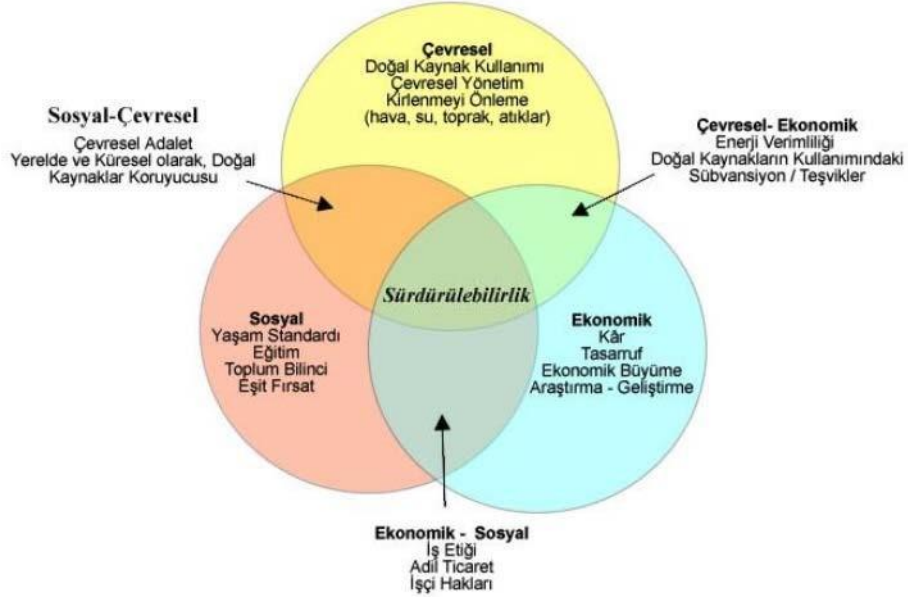 Çevresel
Doğal Kaynak Kullanımı
Çevresel Yönetim
Kirlenmeyi Önleme
(hava, su, toprak, atıklar)
Sosyal-Çevresel
Çevresel Adalet
Yerelde ve Küresel olarak, Doğal
Kaynaklar Koruyucusu
Çevresel- Ekonomik
Enerji Verimliliği
Doğal Kaynakların Kullanımındaki
Sübvansiyon / Teşvikler
Sürdürülebilirlik
Sosyal
Yaşam Standardı
Eğitim
Toplum Bilinci
Eşit Fırsat
Ekonomik
Kâr
Tasarruf
Ekonomik Büyüme
Araştırma - Geliştirme
Ekonomik - Sosyal
İş Etiği
Adil Ticaret
İşçi Hakları